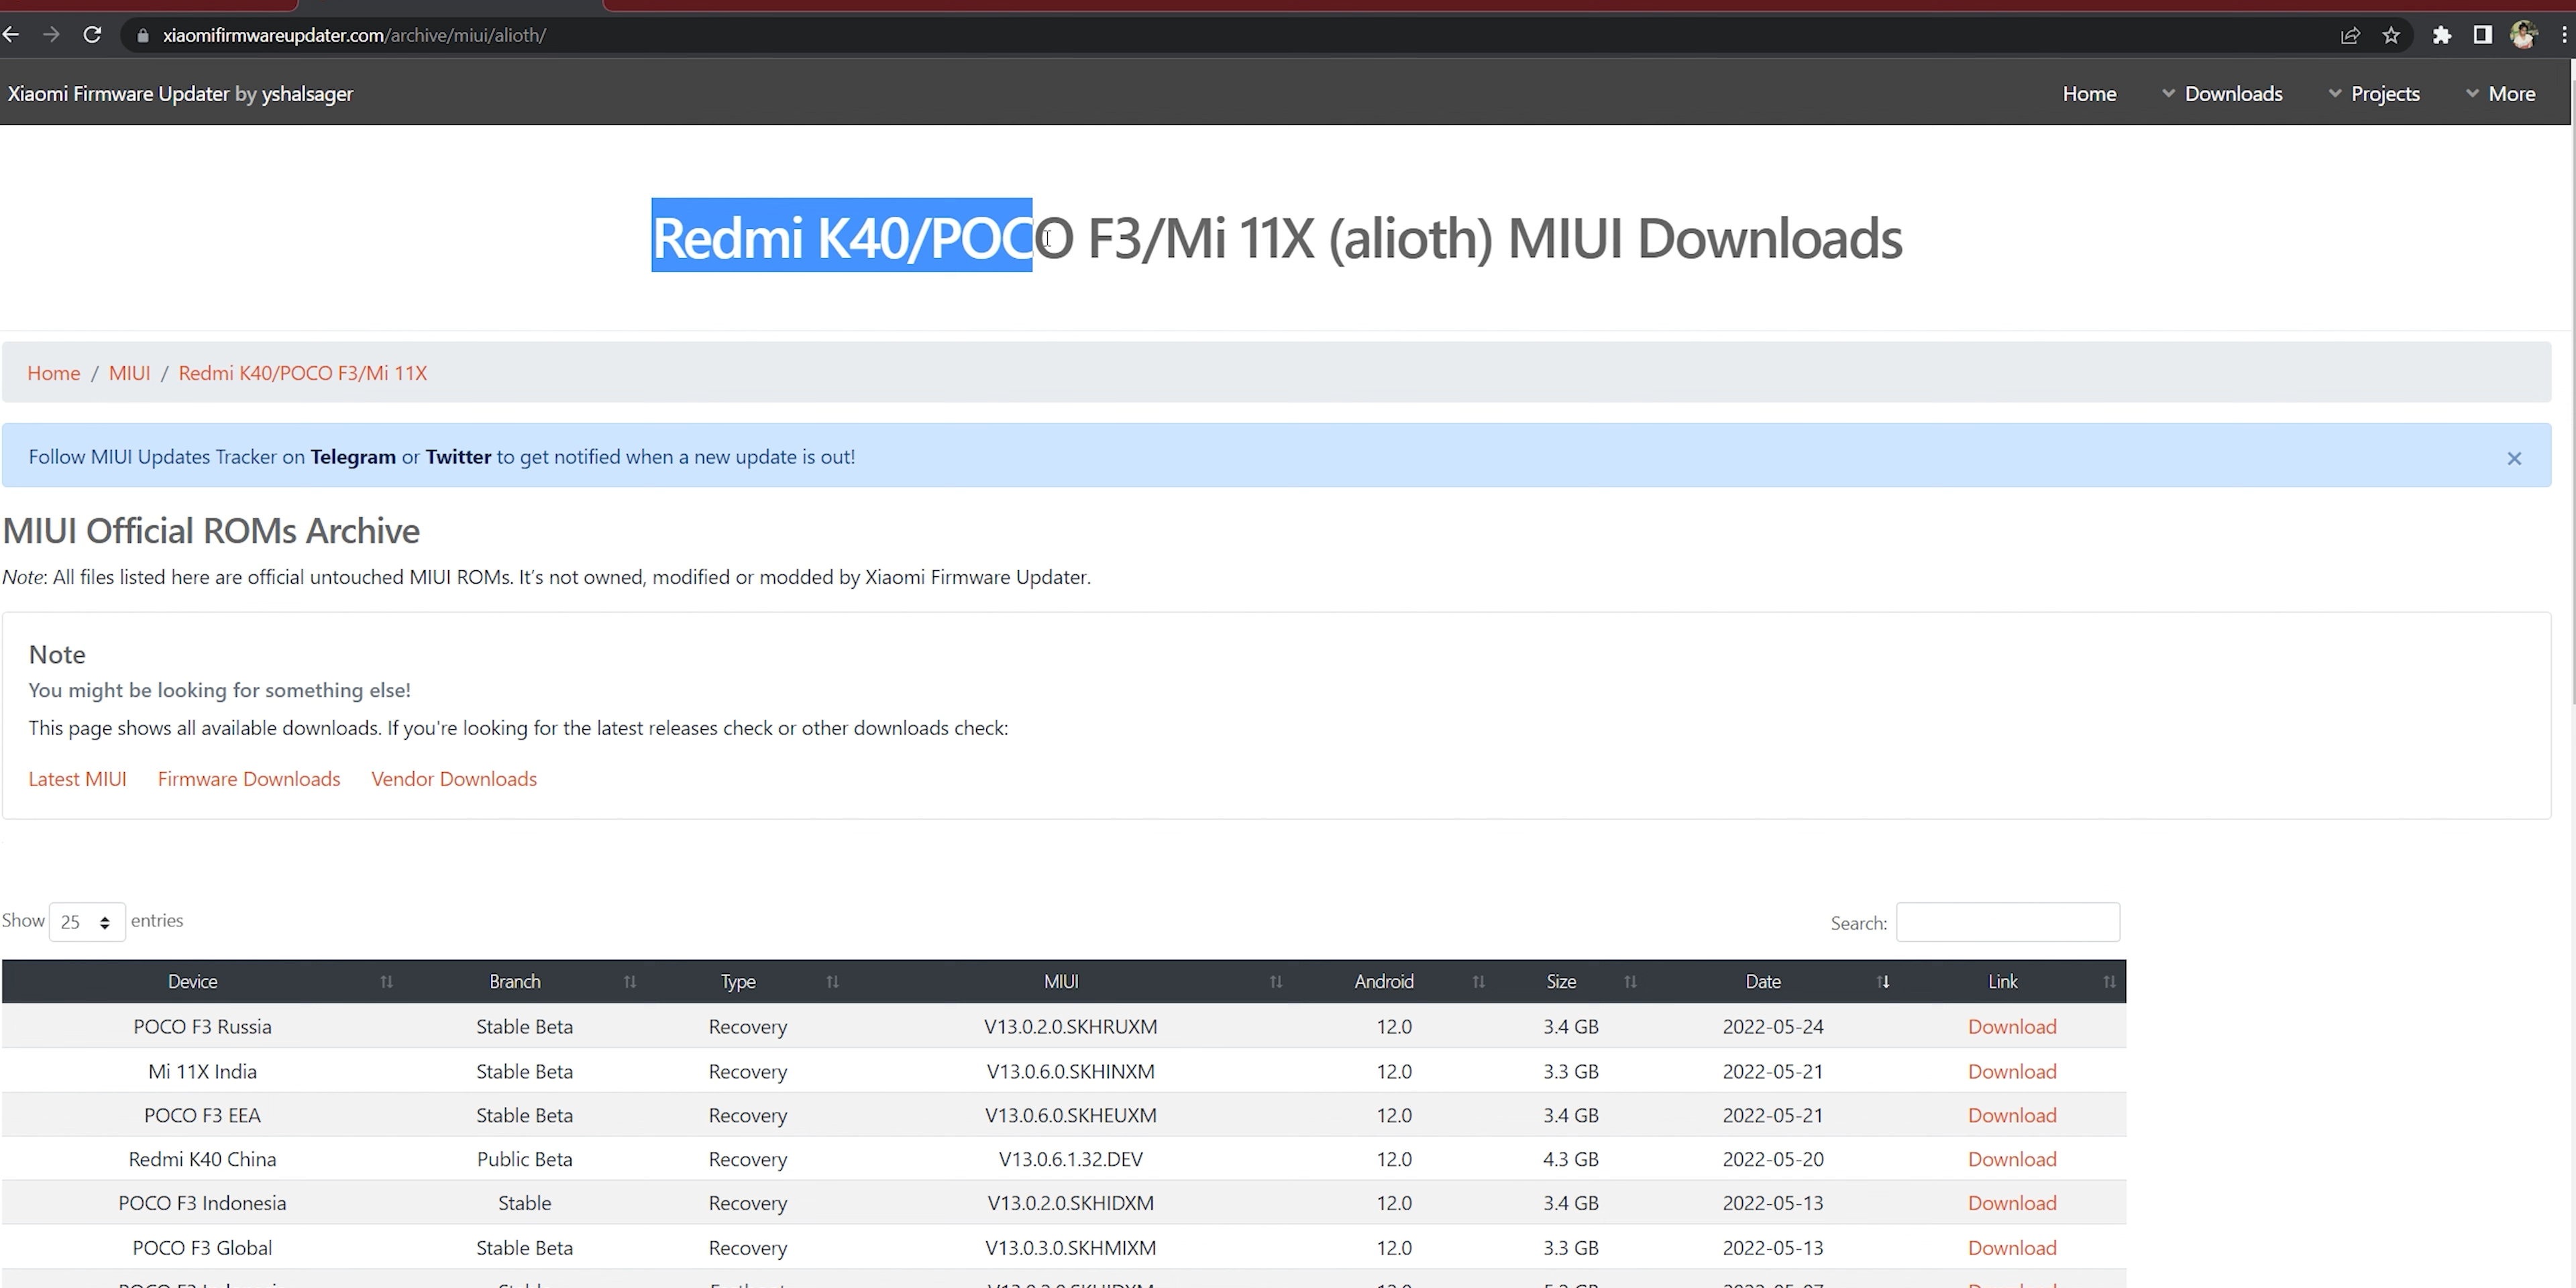 xiaomifirmwareupdater.com/archive/miui/alioth/
Xiaomi Firmware Updater by yshalsager Home Downloads Projects More
Redmi K40/POCO F3/Mi 11X (alioth) MIUI Downloads
Home / MIUI / Redmi K40/POCO F3/Mi 11X
Follow MIUI Updates Tracker on Telegram or Twitter to get notified when a new update is out!
MIUI Official ROMs Archive
Note: All files listed here are official untouched MIUI ROMs. It's not owned, modified or modded by Xiaomi Firmware Updater.
Note
You might be looking for something else!
This page shows all available downloads. If you're looking for the latest releases check or other downloads check:
Latest MIUI Firmware Downloads Vendor Downloads
Show 25 entries Search:
Device Branch Type MIUI Android Size Date Link
POCO F3 Russia Stable Beta Recovery V13.0.2.0.SKHRUXM 12.0 3.4 GB 2022-05-24 Download
Mi 11X India Stable Beta Recovery V13.0.6.0.SKHINXM 12.0 3.3 GB 2022-05-21 Download
POCO F3 EEA Stable Beta Recovery V13.0.6.0.SKHEUXM 12.0 3.4 GB 2022-05-21 Download
Redmi K40 China Public Beta Recovery V13.0.6.1.32.DEV 12.0 4.3 GB 2022-05-20 Download
POCO F3 Indonesia Stable Recovery V13.0.2.0.SKHIDXM 12.0 3.4 GB 2022-05-13 Download
POCO F3 Global Stable Beta Recovery V13.0.3.0.SKHMIXM 12.0 3.3 GB 2022-05-13 Download